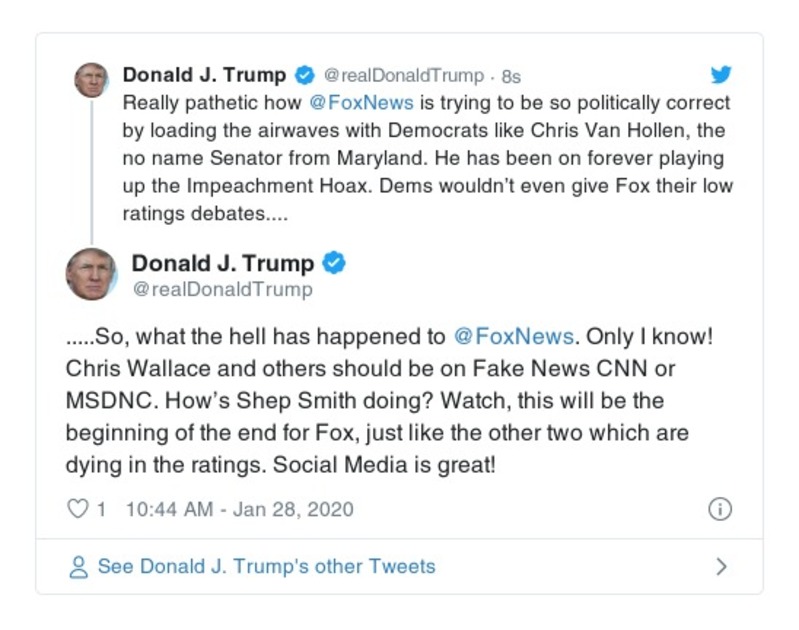 Donald J. Trump @realDonaldTrump · 8s
Really pathetic how @FoxNews is trying to be so politically correct
by loading the airwaves with Democrats like Chris Van Hollen, the
no name Senator from Maryland. He has been on forever playing
up the Impeachment Hoax. Dems wouldn't even give Fox their low
ratings debates....
Donald J. Trump
@realDonaldTrump
.....So, what the hell has happened to @FoxNews. Only I know!
Chris Wallace and others should be on Fake News CNN or
MSDNC. How's Shep Smith doing? Watch, this will be the
beginning of the end for Fox, just like the other two which are
dying in the ratings. Social Media is great!
1 10:44 AM - Jan 28, 2020
See Donald J. Trump's other Tweets